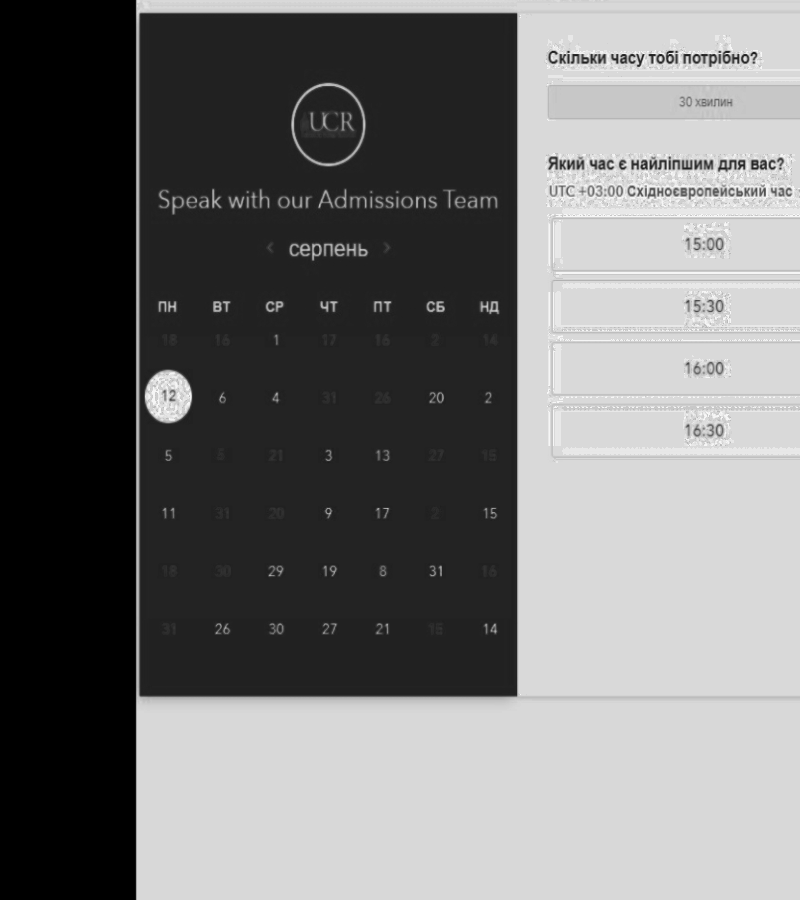 Скільки часу тобі потрібно?
30 хвилин
Який час є найліпшим для вас?
UTC +03:00 Східноєвропейський час
15:00
15:30
16:00
16:30
UCR
Speak with our Admissions Team
‹ серпень ›
ПН ВТ СР ЧТ ПТ СБ НД
18 16 1 17 16 2 14
12 6 4 31 26 20 2
5 5 21 3 13 27 15
11 31 20 9 17 2 15
18 30 29 19 8 31 16
31 26 30 27 21 15 14